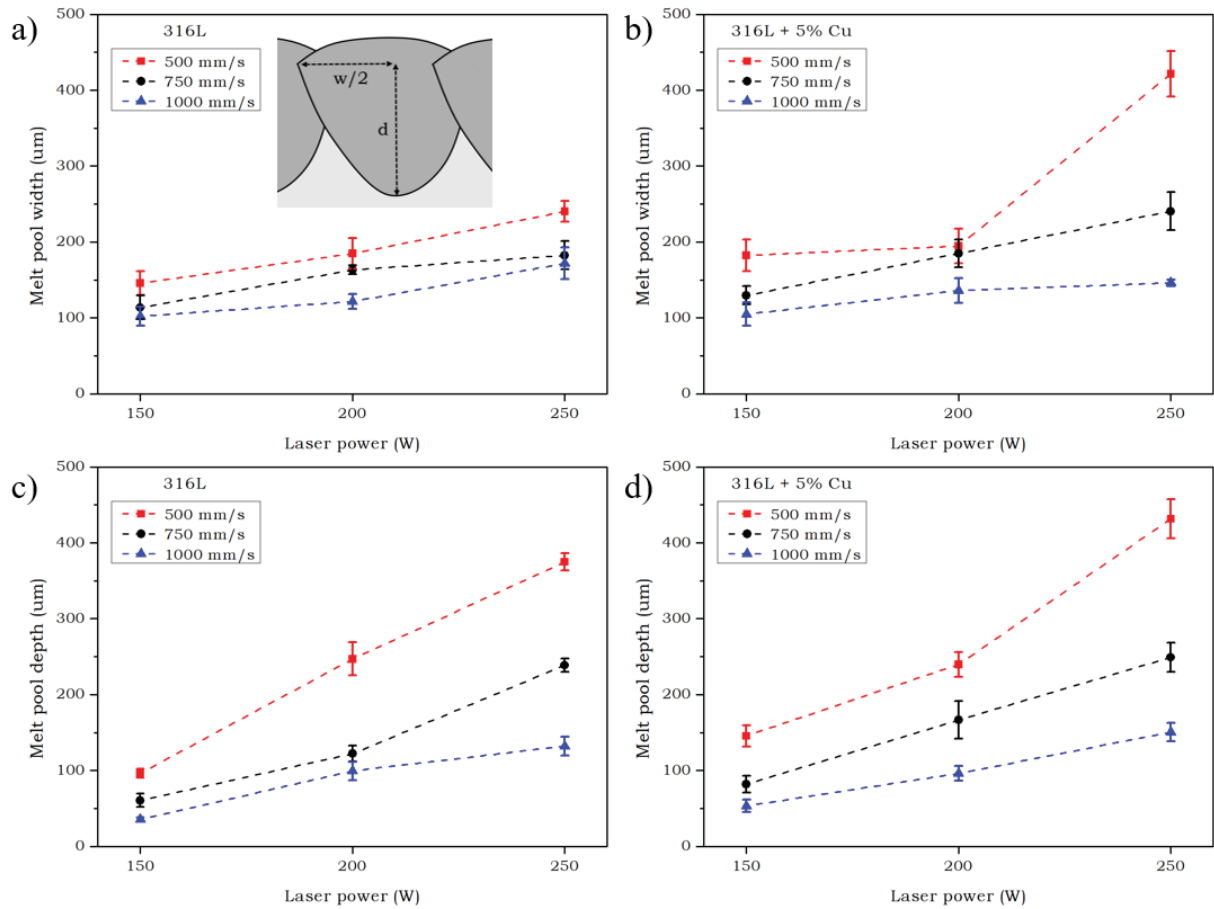 a)
316L
500 mm/s
750 mm/s
1000 mm/s
w/2
d
Melt pool width (um)
500
400
300
200
100
0
150
200
250
Laser power (W)
b)
316L + 5% Cu
500 mm/s
750 mm/s
1000 mm/s
Melt pool width (um)
500
400
300
200
100
0
150
200
250
Laser power (W)
c)
316L
500 mm/s
750 mm/s
1000 mm/s
Melt pool depth (um)
500
400
300
200
100
0
150
200
250
Laser power (W)
d)
316L + 5% Cu
500 mm/s
750 mm/s
1000 mm/s
Melt pool depth (um)
500
400
300
200
100
0
150
200
250
Laser power (W)